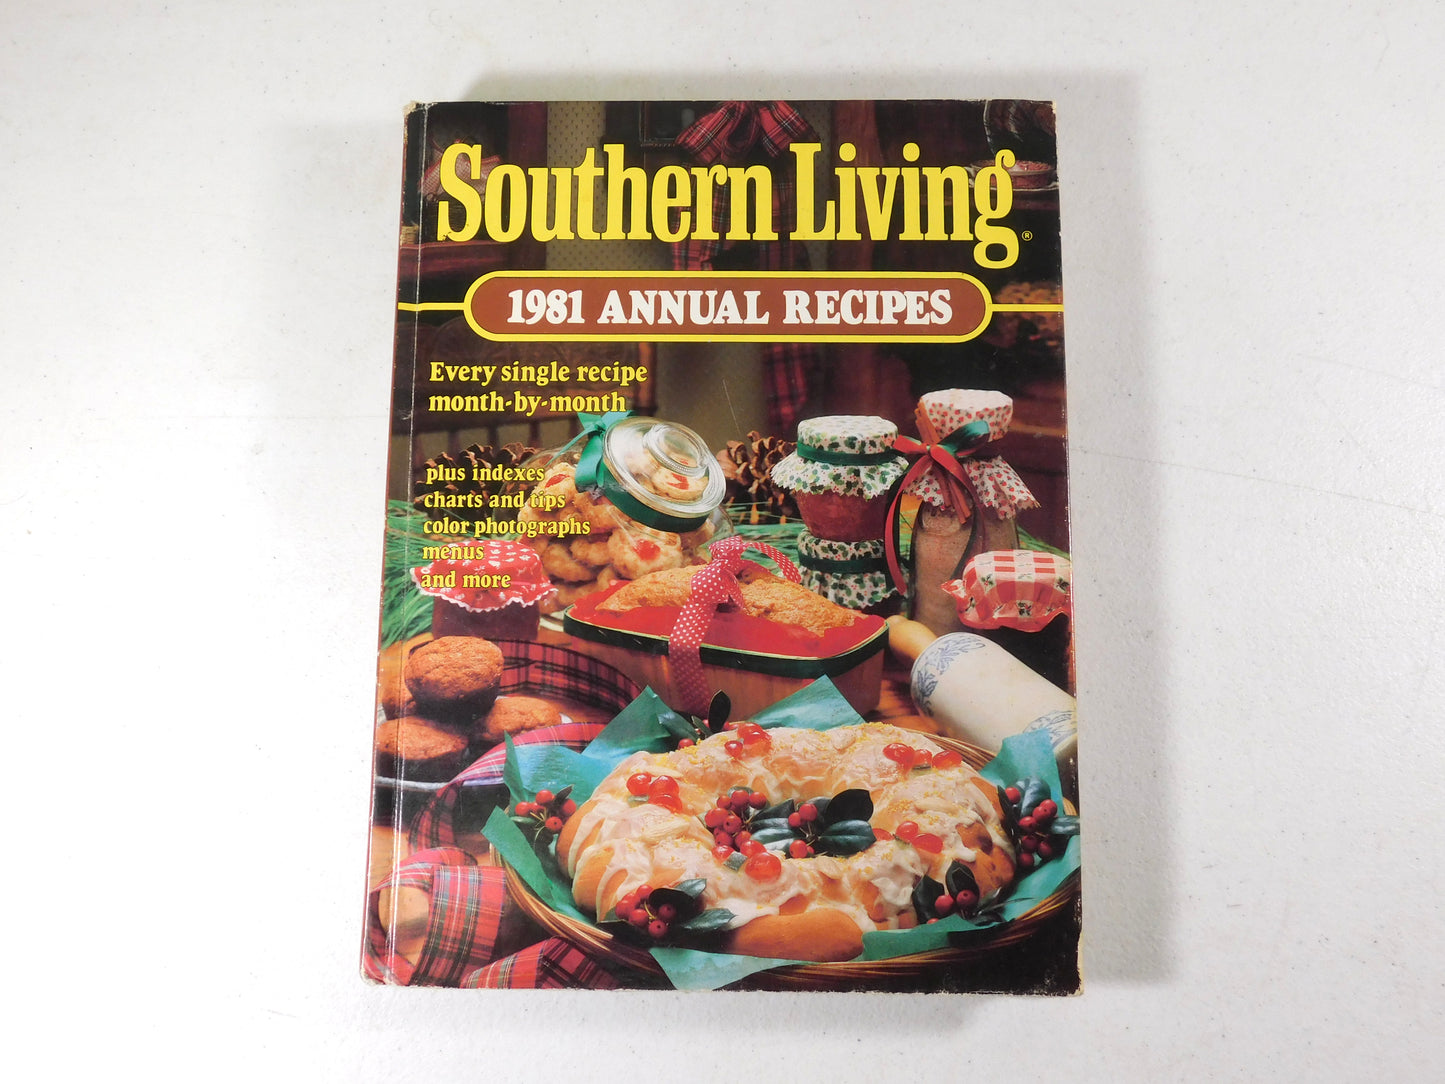 Southern Living®
1981 ANNUAL RECIPES
Every single recipe
month-by-month
plus indexes
charts and tips
color photographs
menus
and more